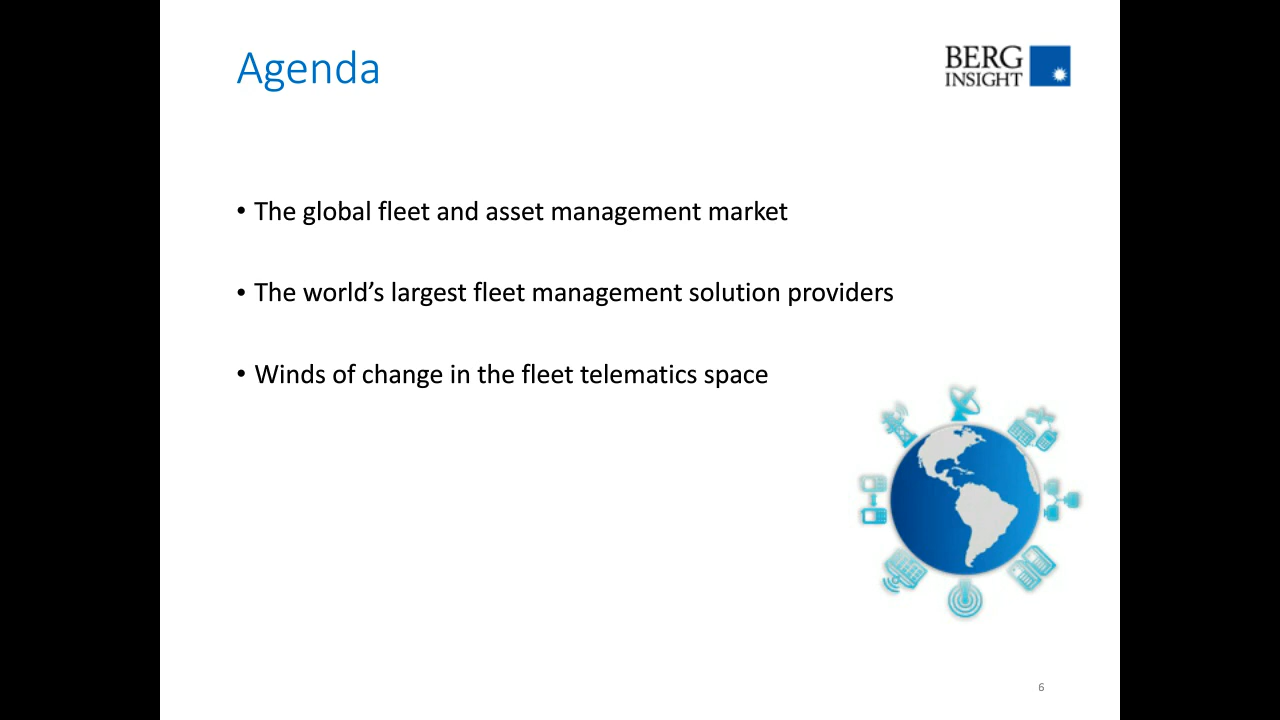 Agenda
BERG
INSIGHT
• The global fleet and asset management market
• The world’s largest fleet management solution providers
• Winds of change in the fleet telematics space
6